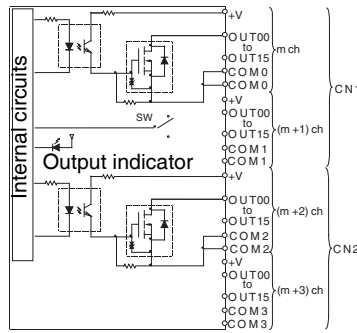 Internal circuits
+V
OUT00
to
OUT15
COM0
COM0
m ch
+V
OUT00
to
OUT15
COM1
COM1
(m+1) ch
CN1
SW
Output indicator
+V
OUT00
to
OUT15
COM2
COM2
(m+2) ch
+V
OUT00
to
OUT15
COM3
COM3
(m+3) ch
CN2